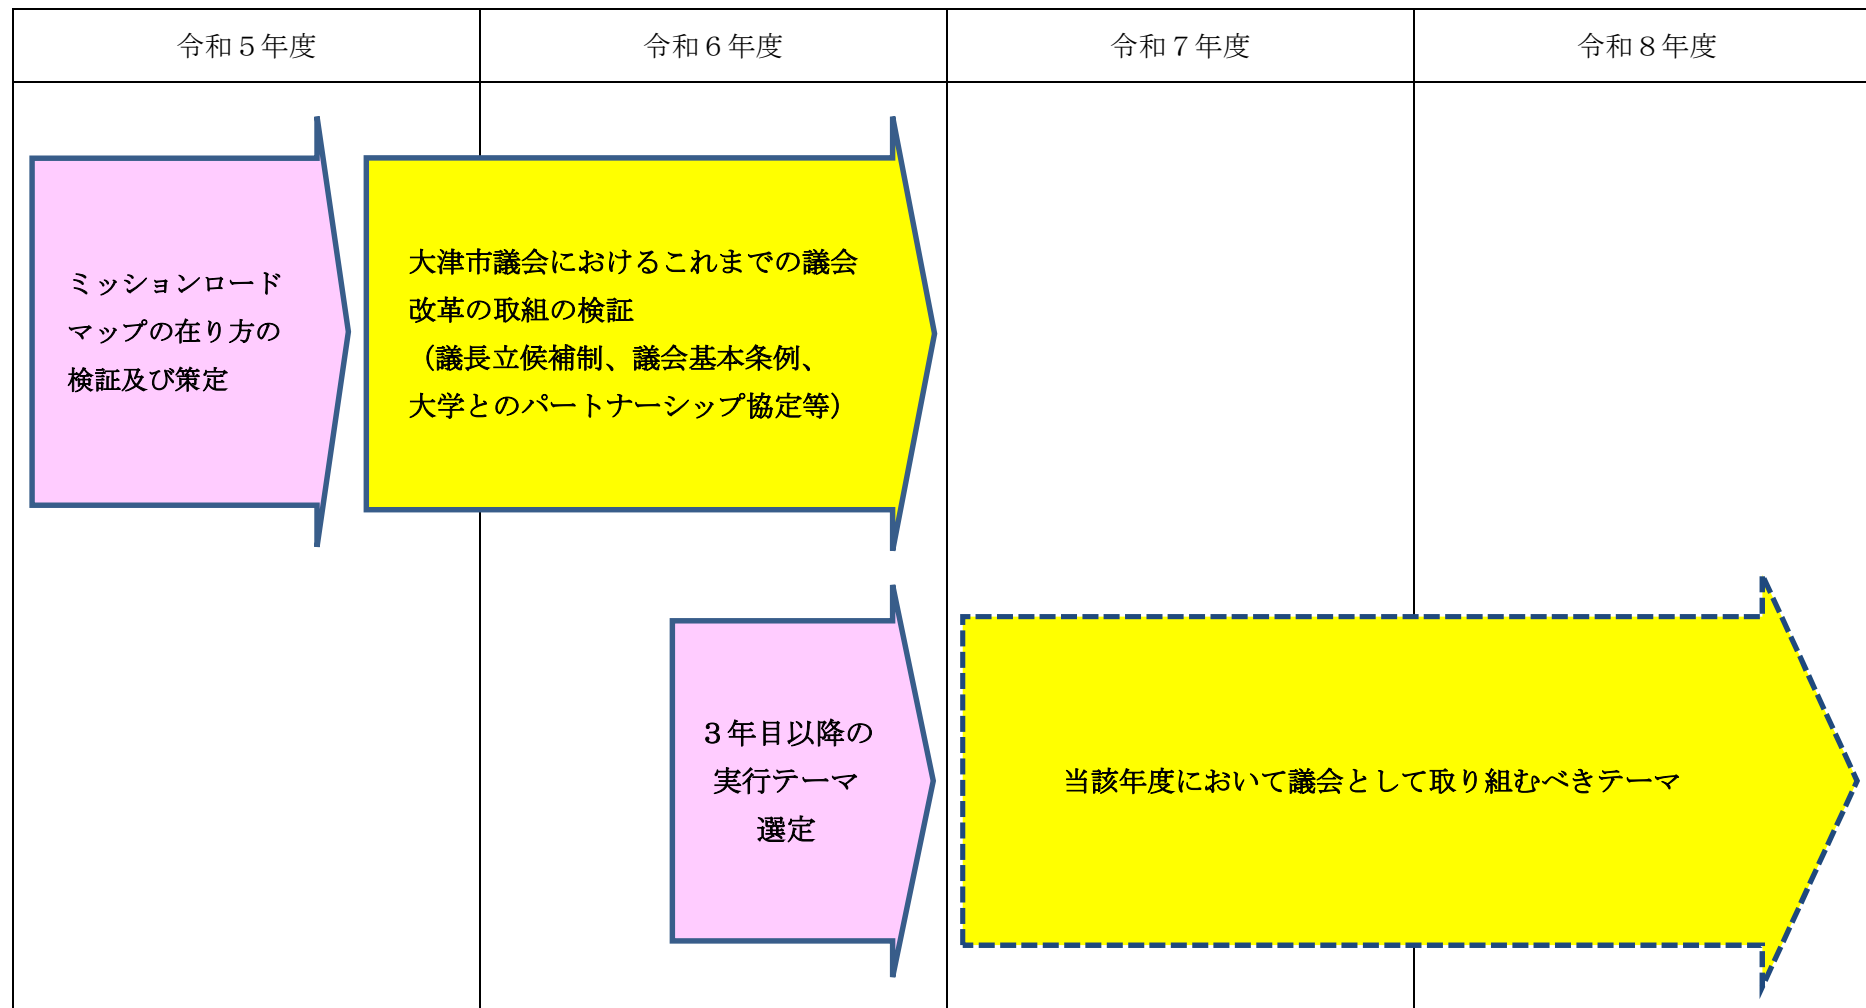 令和５年度
令和６年度
令和７年度
令和８年度
ミッションロード
マップの在り方の
検証及び策定
大津市議会におけるこれまでの議会
改革の取組の検証
（議長立候補制、議会基本条例、
大学とのパートナーシップ協定等）
３年目以降の
実行テーマ
選定
当該年度において議会として取り組むべきテーマ